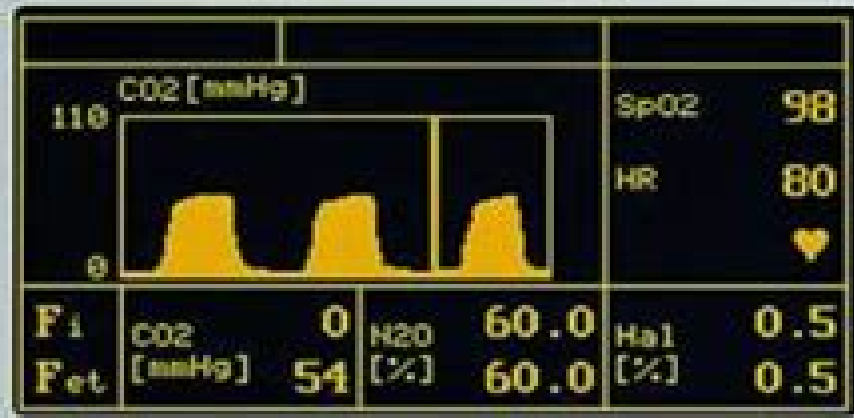 CO2[mmHg]
110
0
SpO2 98
HR 80
Fi CO2 0 N2O 60.0 Hal 0.5
Fet [mmHg] 54 [%] 60.0 [%] 0.5